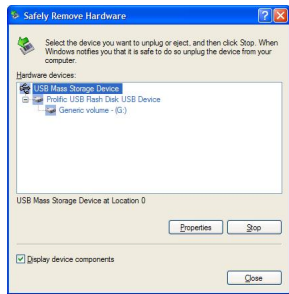 Safely Remove Hardware
Select the device you want to unplug or eject, and then click Stop. When
Windows notifies you that it is safe to do so unplug the device from your
computer.
Hardware devices:
USB Mass Storage Device
Prolific USB Flash Disk USB Device
Generic volume - (G:)
USB Mass Storage Device at Location 0
Properties
Stop
Display device components
Close